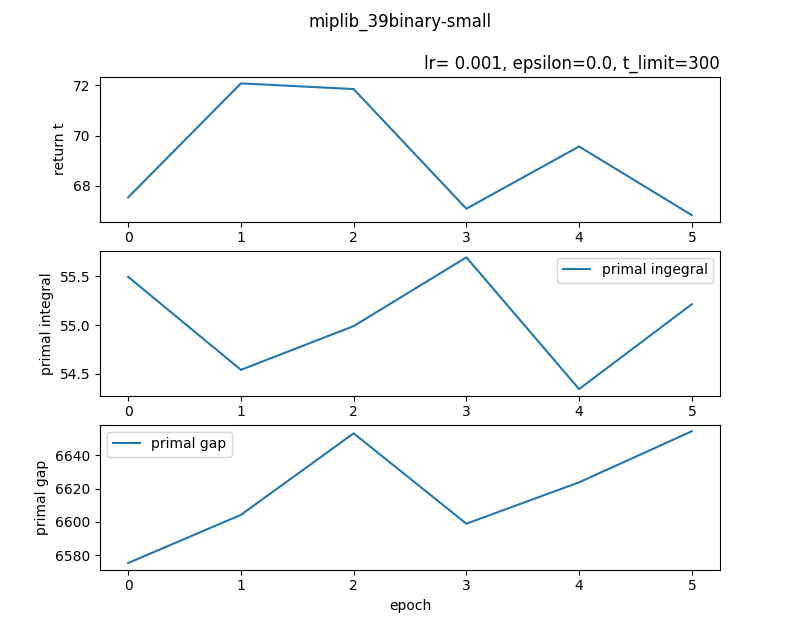 miplib_39binary-small
lr= 0.001, epsilon=0.0, t_limit=300
return t
72
70
68
0 1 2 3 4 5
primal integral
55.5
55.0
54.5
primal ingegral
0 1 2 3 4 5
primal gap
6640
6620
6600
6580
primal gap
0 1 2 3 4 5
epoch